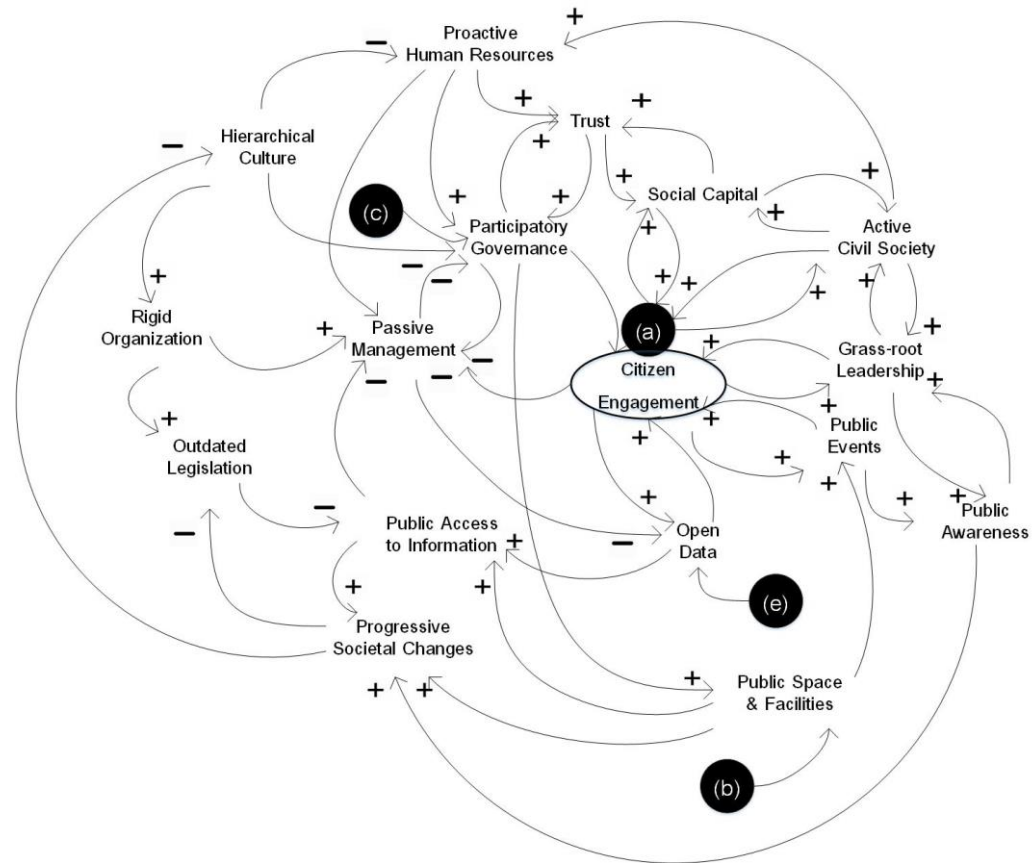 Proactive
Human Resources
Trust
Hierarchical
Culture
Social Capital
(c)
Participatory
Governance
Active
Civil Society
Rigid
Organization
Passive
Management
(a)
Citizen
Engagement
Grass-root
Leadership
Public
Events
Outdated
Legislation
Public Access
to Information
Open
Data
Public
Awareness
(e)
Progressive
Societal Changes
Public Space
& Facilities
(b)